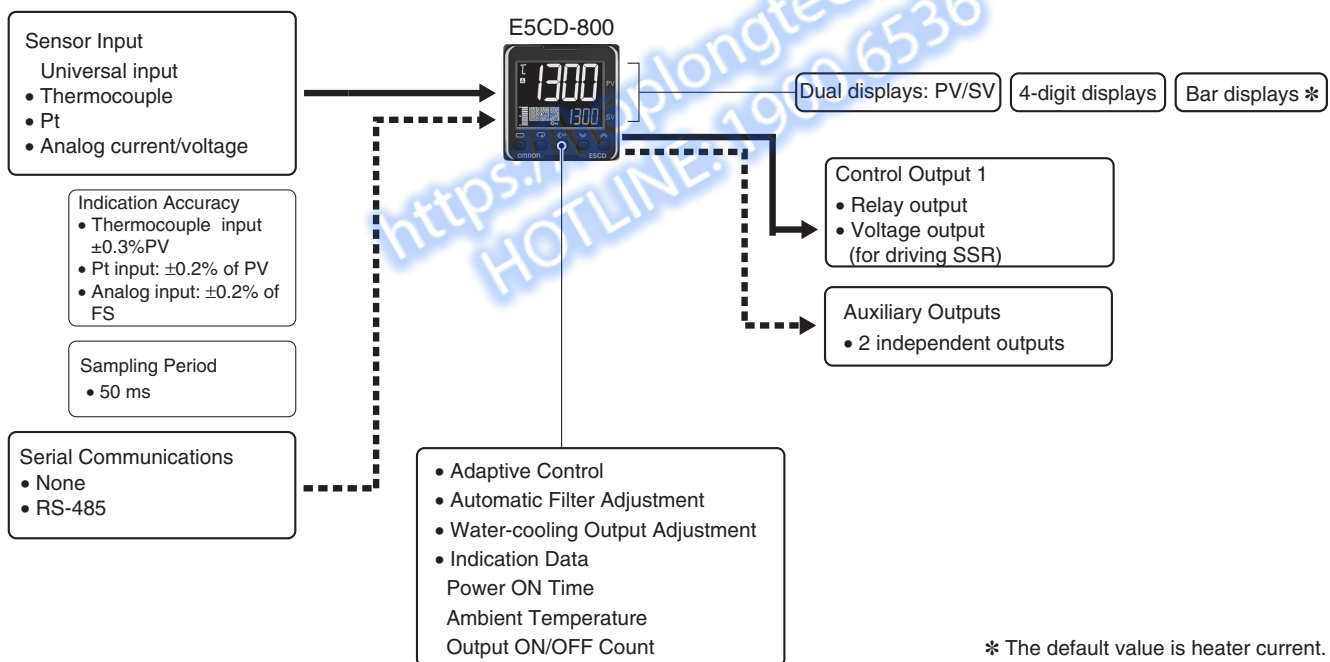 E5CD-800
Sensor Input
Universal input
• Thermocouple
• Pt
• Analog current/voltage
1300
PV
1300
SV
OMRON
E5CD
Dual displays: PV/SV
4-digit displays
Bar displays ✻
Indication Accuracy
• Thermocouple input
±0.3%PV
• Pt input: ±0.2% of PV
• Analog input: ±0.2% of
FS
Control Output 1
• Relay output
• Voltage output
(for driving SSR)
Auxiliary Outputs
• 2 independent outputs
Sampling Period
• 50 ms
Serial Communications
• None
• RS-485
• Adaptive Control
• Automatic Filter Adjustment
• Water-cooling Output Adjustment
• Indication Data
Power ON Time
Ambient Temperature
Output ON/OFF Count
✻ The default value is heater current.
HOTLINE: 1900.6536